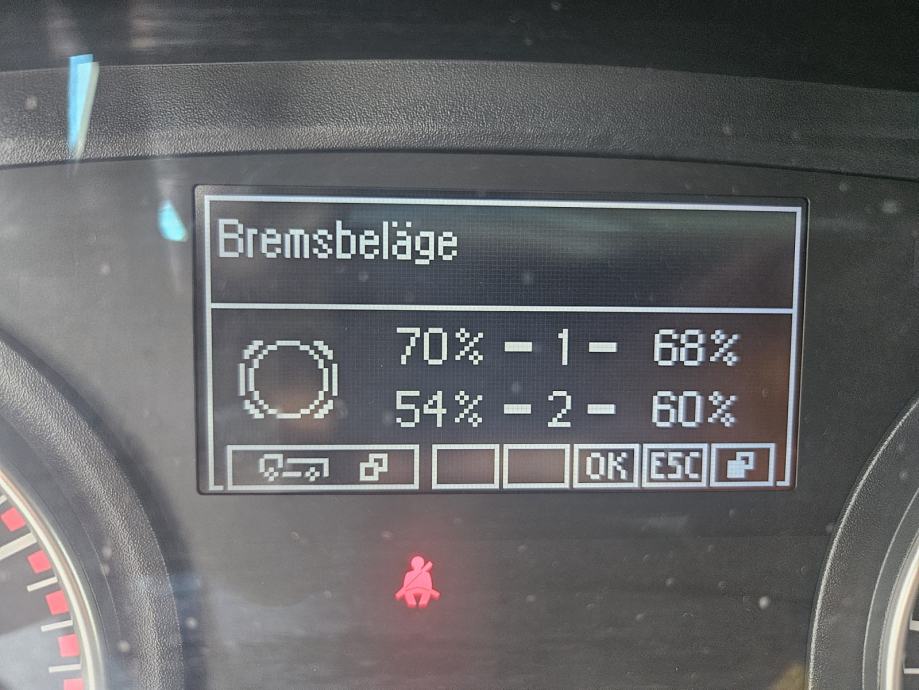 Bremsbeläge
70% - 1 - 68%
54% - 2 - 60%
OK ESC